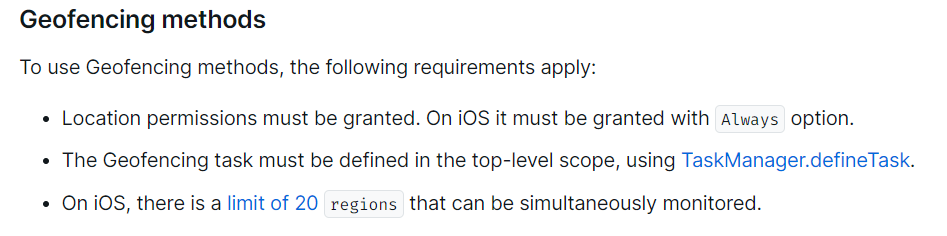 Geofencing methods
To use Geofencing methods, the following requirements apply:
• Location permissions must be granted. On iOS it must be granted with Always option.
• The Geofencing task must be defined in the top-level scope, using TaskManager.defineTask.
• On iOS, there is a limit of 20 regions that can be simultaneously monitored.